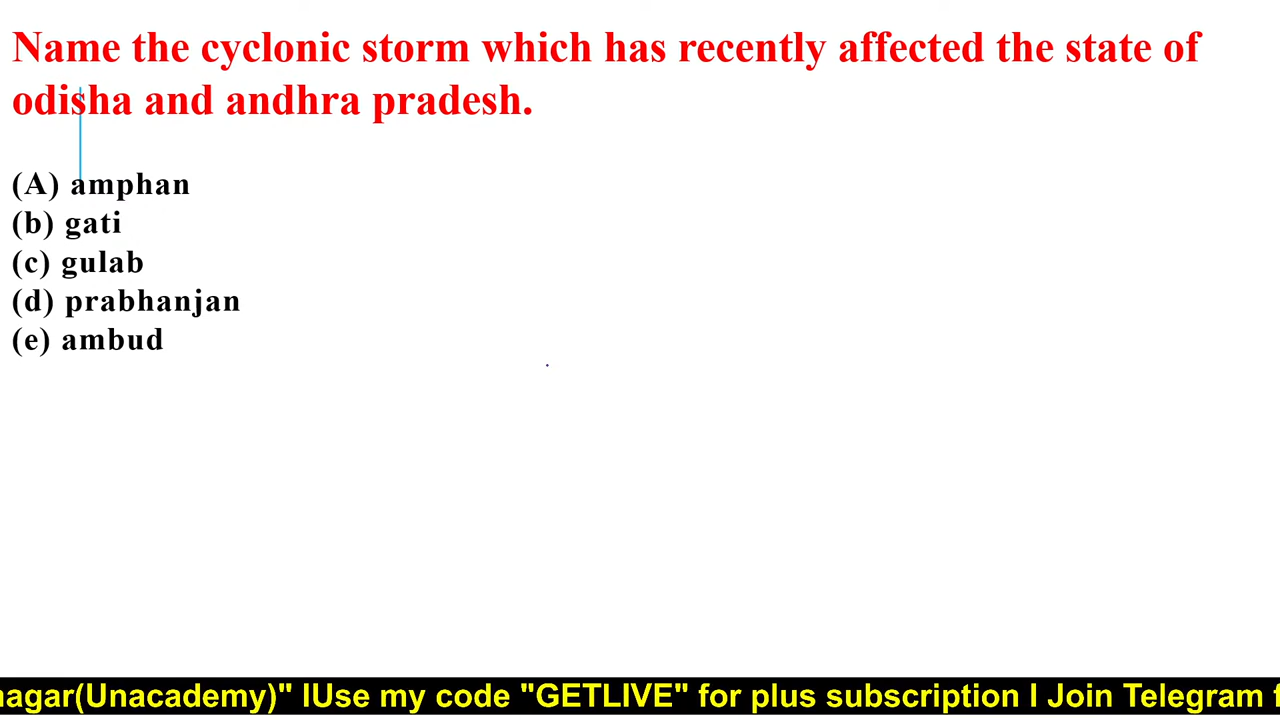 Name the cyclonic storm which has recently affected the state of
odisha and andhra pradesh.
(A) amphan
(b) gati
(c) gulab
(d) prabhanjan
(e) ambud
nagar(Unacademy)" IUse my code "GETLIVE" for plus subscription I Join Telegram f